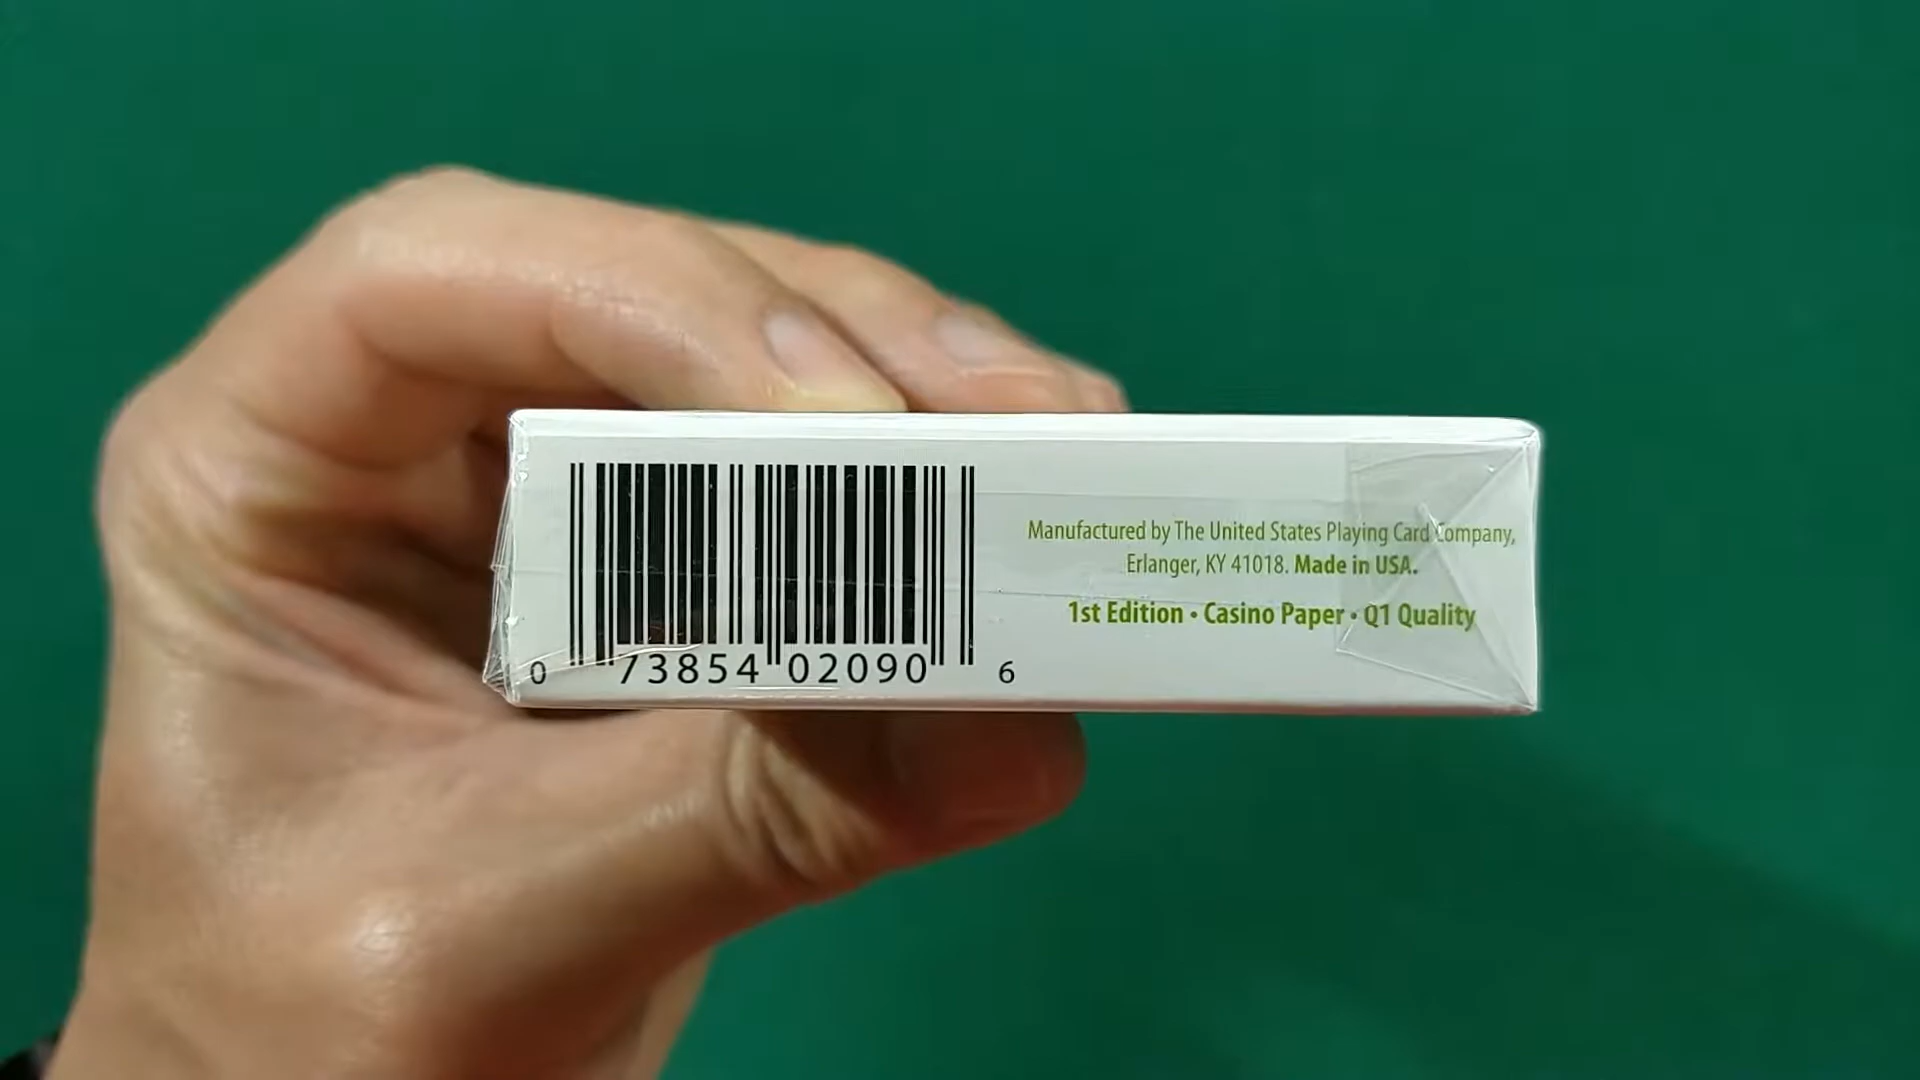 0 73854 02090 6
Manufactured by The United States Playing Card Company,
Erlanger, KY 41018. Made in USA.
1st Edition • Casino Paper • Q1 Quality